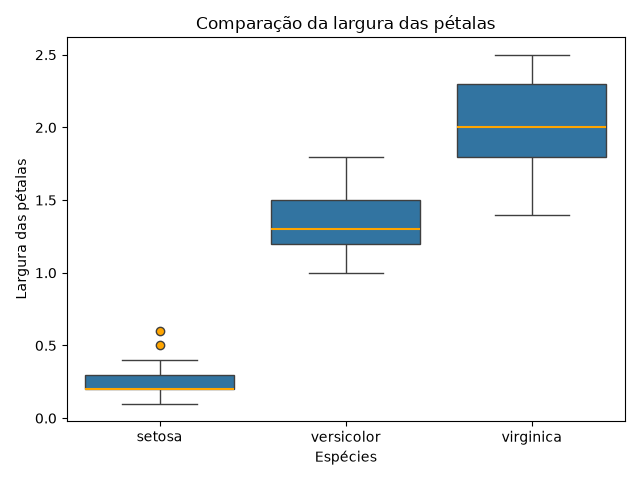 Comparação da largura das pétalas
Largura das pétalas
2.5
2.0
1.5
1.0
0.5
0.0
setosa
versicolor
virginica
Espécies